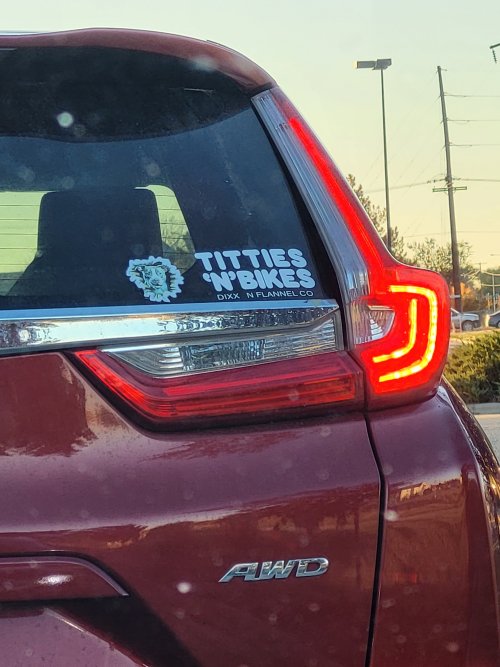 TITTIES
'N' BIKES
DIXX N FLANNEL CO
AWD